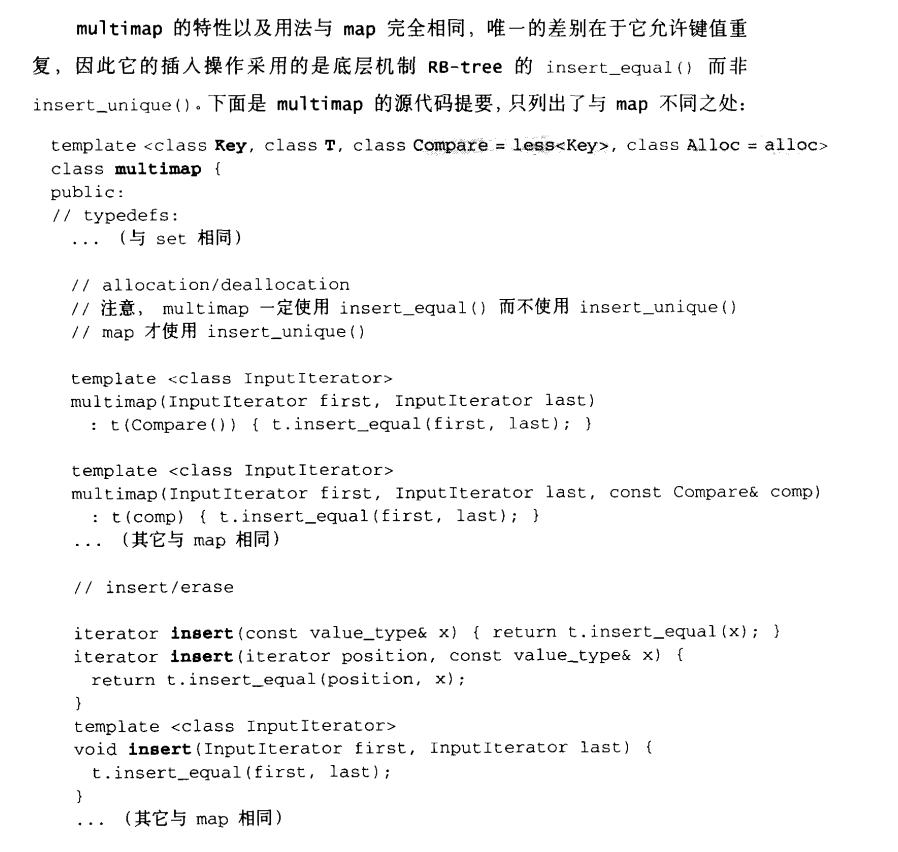 multimap 的特性以及用法与 map 完全相同，唯一的差别在于它允许键值重
复，因此它的插入操作采用的是底层机制 RB-tree 的 insert_equal() 而非
insert_unique()。下面是 multimap 的源代码提要，只列出了与 map 不同之处：
template <class Key, class T, class Compare = less<Key>, class Alloc = alloc>
class multimap {
public:
// typedefs:
... （与 set 相同）
// allocation/deallocation
// 注意， multimap 一定使用 insert_equal() 而不使用 insert_unique()
// map 才使用 insert_unique()
template <class InputIterator>
multimap(InputIterator first, InputIterator last)
: t(Compare()) { t.insert_equal(first, last); }
template <class InputIterator>
multimap(InputIterator first, InputIterator last, const Compare& comp)
: t(comp) { t.insert_equal(first, last); }
... （其它与 map 相同）
// insert/erase
iterator insert(const value_type& x) { return t.insert_equal(x); }
iterator insert(iterator position, const value_type& x) {
return t.insert_equal(position, x);
}
template <class InputIterator>
void insert(InputIterator first, InputIterator last) {
t.insert_equal(first, last);
}
... （其它与 map 相同）